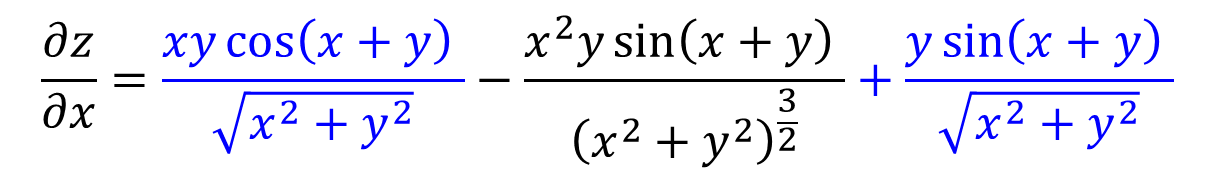 ∂z/∂x = xy cos(x + y)/√(x² + y²) − x²y sin(x + y)/(x² + y²)^(3/2) + y sin(x + y)/√(x² + y²)